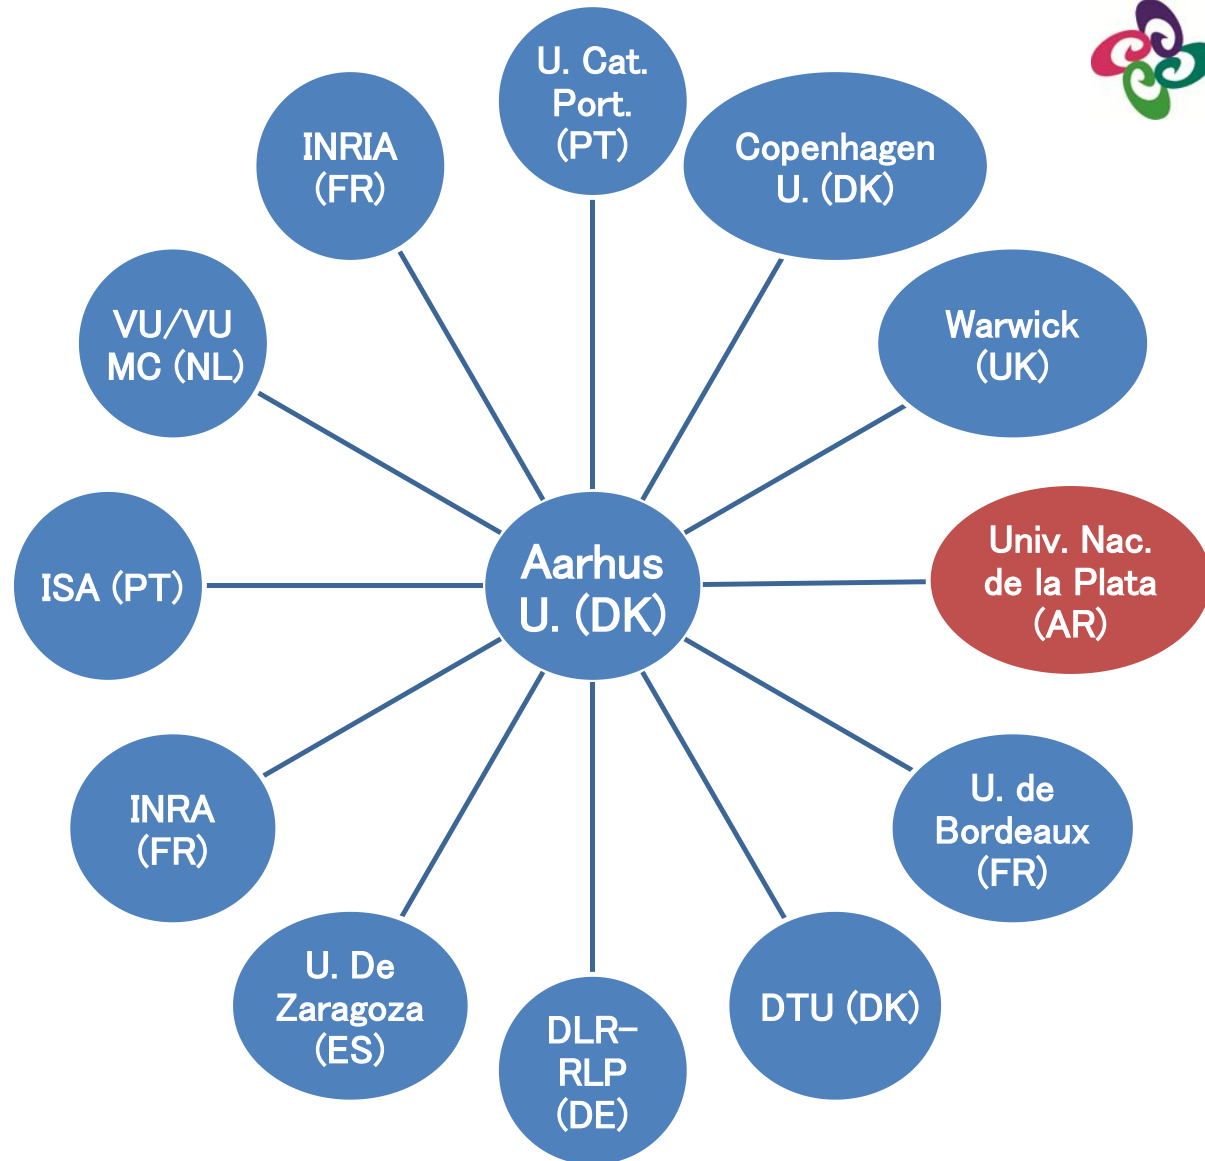 U. Cat.
Port.
(PT)
Copenhagen
U. (DK)
Warwick
(UK)
Univ. Nac.
de la Plata
(AR)
U. de
Bordeaux
(FR)
DTU (DK)
DLR-
RLP
(DE)
U. De
Zaragoza
(ES)
INRA
(FR)
ISA (PT)
VU/VU
MC (NL)
INRIA
(FR)
Aarhus
U. (DK)